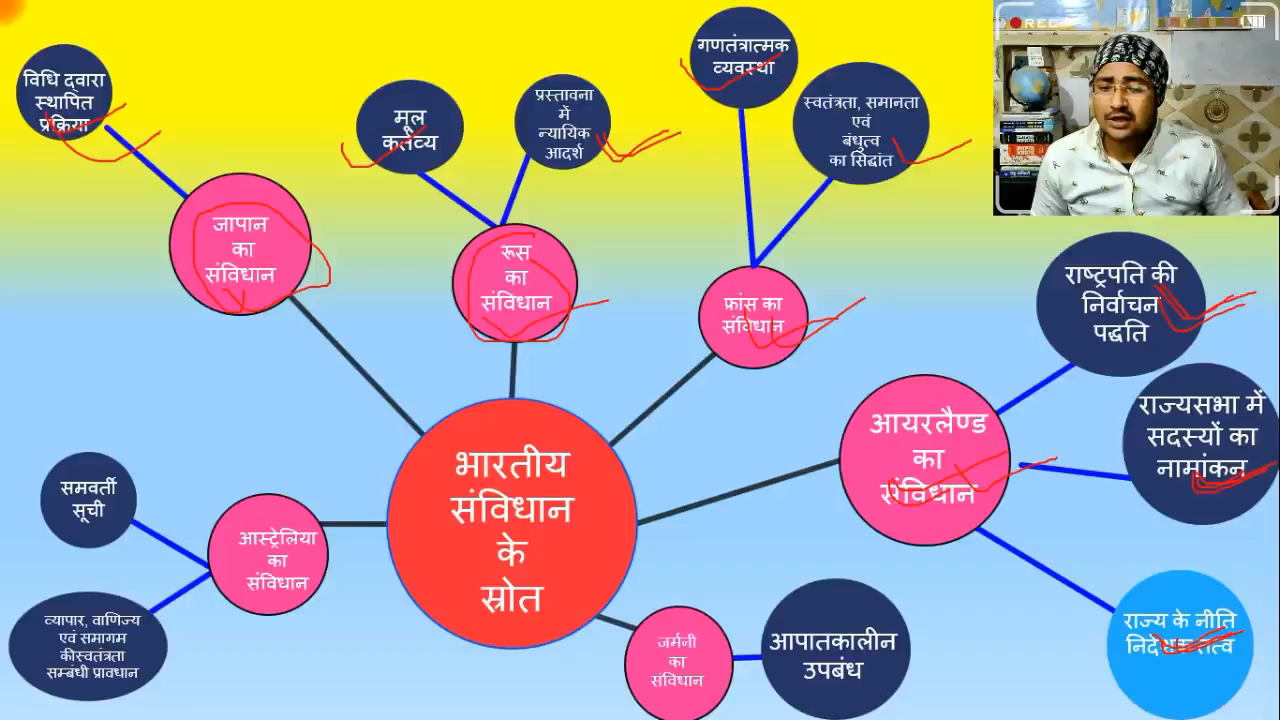 विधि द्वारा
स्थापित
प्रक्रिया
जापान
का
संविधान
मूल
कर्तव्य
प्रस्तावना
में
न्यायिक
आदर्श
रूस
का
संविधान
गणतंत्रात्मक
व्यवस्था
स्वतंत्रता, समानता
एवं
बंधुत्व
का सिद्धांत
फ्रांस का
संविधान
REC
राष्ट्रपति की
निर्वाचन
पद्धति
राज्यसभा में
सदस्यों का
नामांकन
आयरलैण्ड
का
संविधान
राज्य के नीति
निदेशक तत्व
भारतीय
संविधान
के
स्रोत
समवर्ती
सूची
आस्ट्रेलिया
का
संविधान
व्यापार, वाणिज्य
एवं समागम
कीस्वतंत्रता
सम्बंधी प्रावधान
जर्मनी
का
संविधान
आपातकालीन
उपबंध